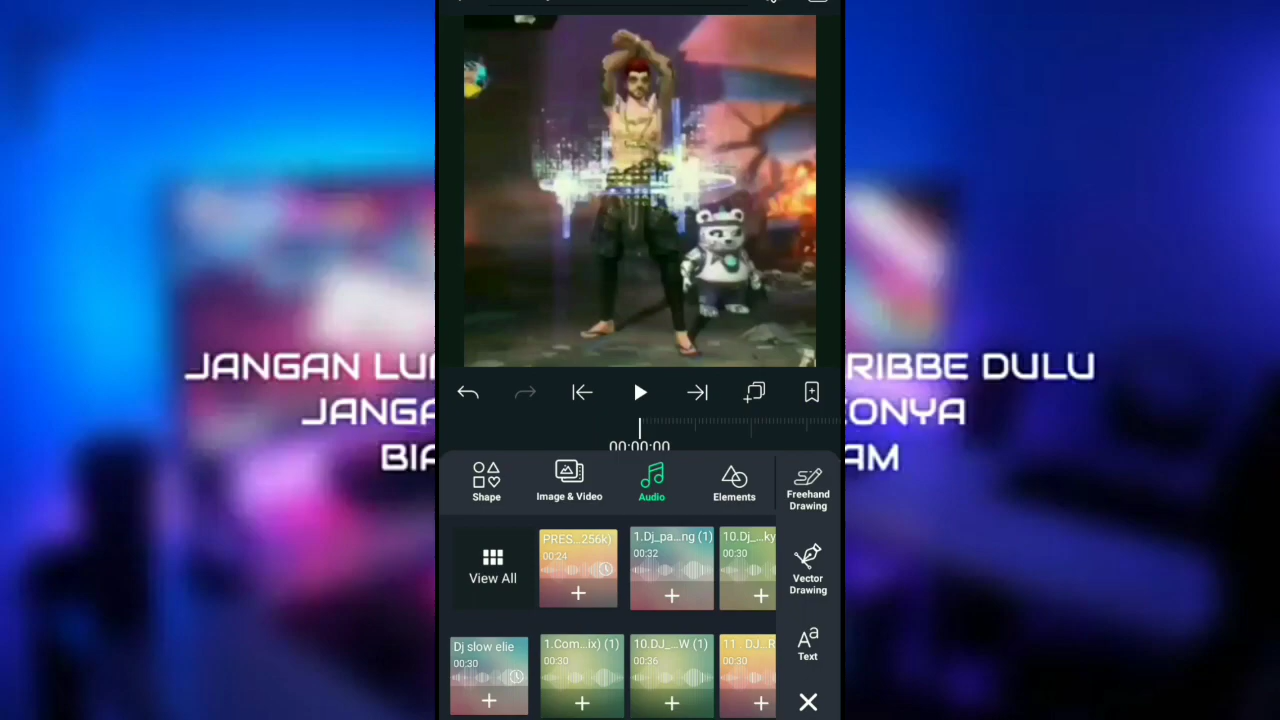 JANGAN LU
RIBBE DULU
JANGA
ONYA
BIA
AM
00:00:00
Shape
Image & Video
Audio
Elements
Freehand
Drawing
View All
PRES...256k)
00:24
1.Dj_pa...ng (1)
00:32
10.Dj_...ky
00:30
Vector
Drawing
Dj slow elie
00:30
1.Com...ix) (1)
00:30
10.DJ_...W (1)
00:36
11 . DJ...R
00:30
Aa
Text